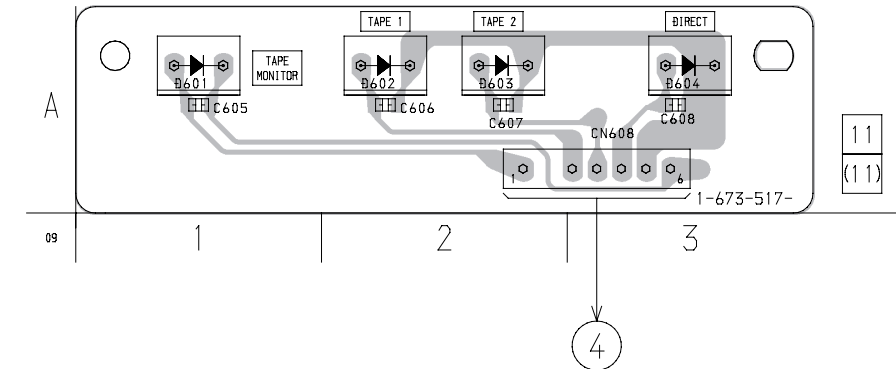 TAPE 1
TAPE 2
DIRECT
TAPE
MONITOR
D601
D602
D603
D604
A
C605
C606
C607
C608
CN608
11
(11)
1
6
1-673-517-
09
1
2
3
4